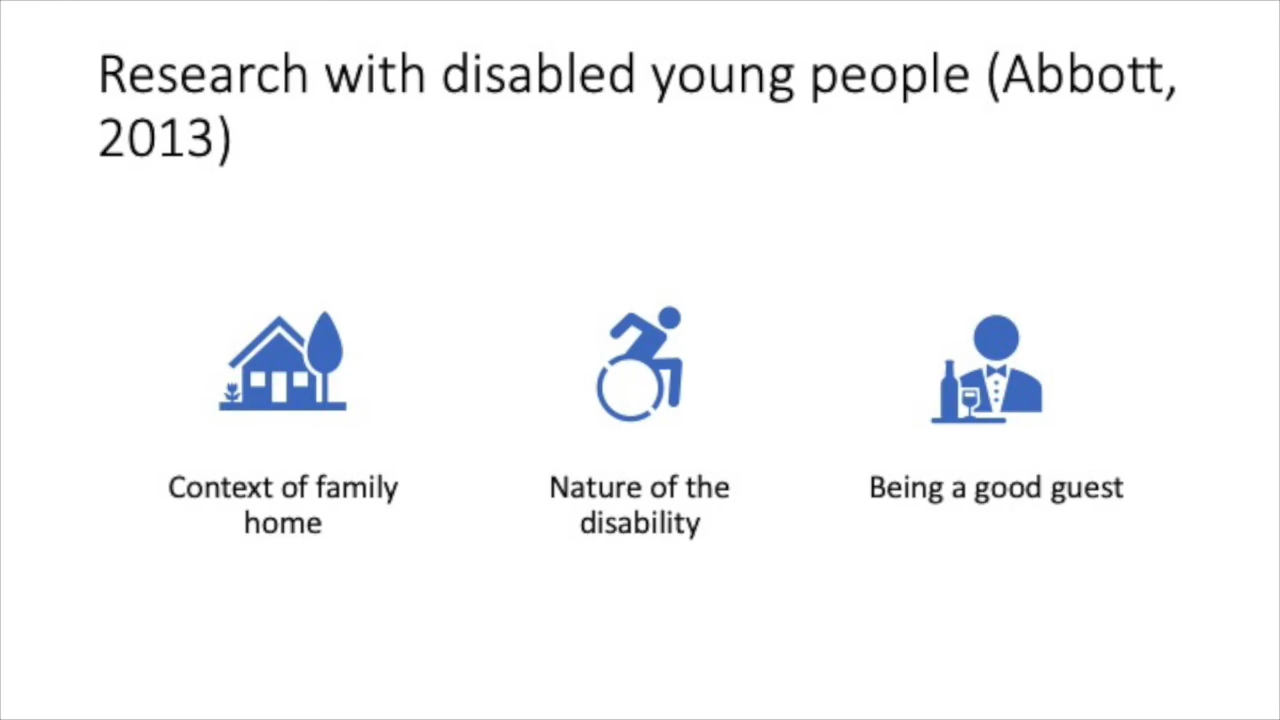 Research with disabled young people (Abbott,
2013)
Context of family
home
Nature of the
disability
Being a good guest